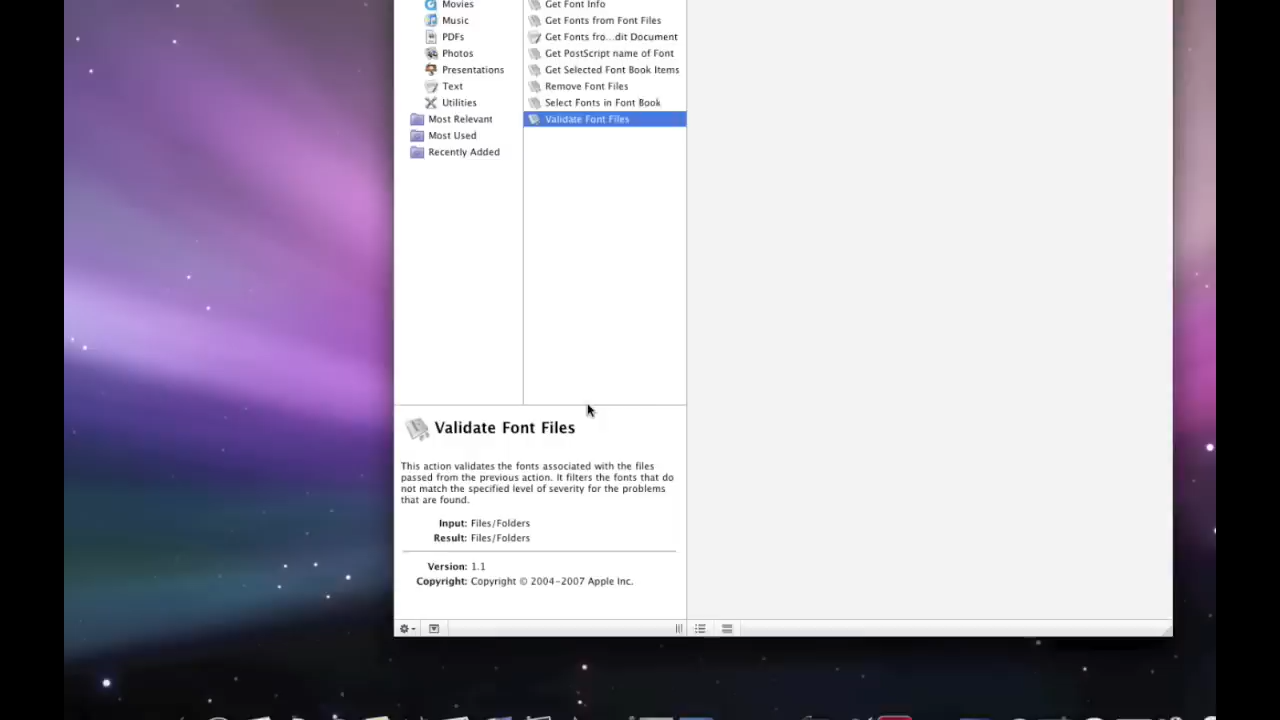 Movies
Music
PDFs
Photos
Presentations
Text
Utilities
Most Relevant
Most Used
Recently Added
Get Font Info
Get Fonts from Font Files
Get Fonts fro...dit Document
Get PostScript name of Font
Get Selected Font Book Items
Remove Font Files
Select Fonts in Font Book
Validate Font Files
Validate Font Files
This action validates the fonts associated with the files
passed from the previous action. It filters the fonts that do
not match the specified level of severity for the problems
that are found.
Input: Files/Folders
Result: Files/Folders
Version: 1.1
Copyright: Copyright © 2004-2007 Apple Inc.